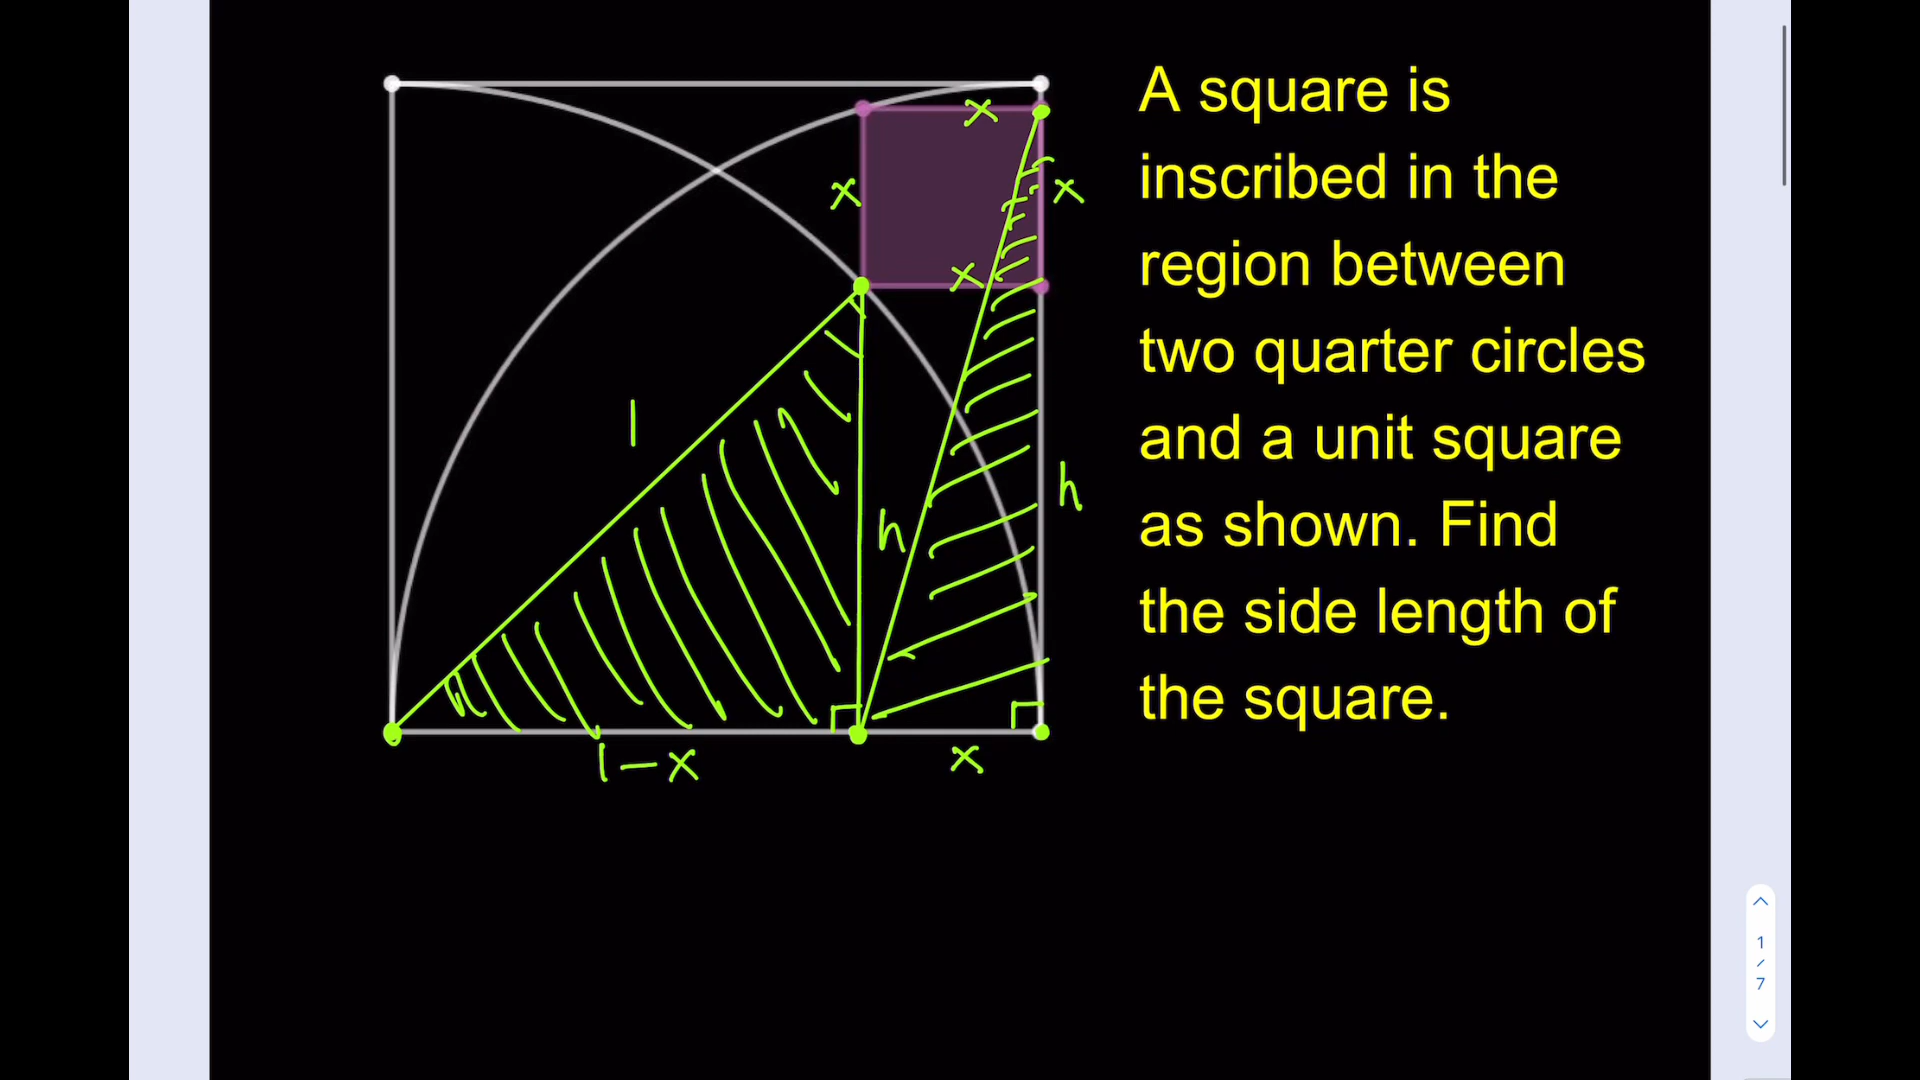 A square is
inscribed in the
region between
two quarter circles
and a unit square
as shown. Find
the side length of
the square.
x
x
x
x
1
h
h
1-x
x
1
/
7